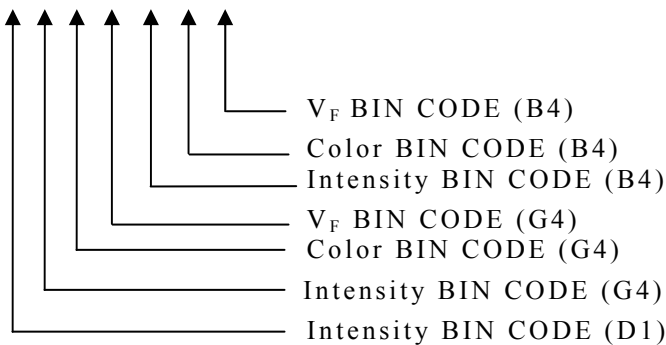 V_F BIN CODE (B4)
Color BIN CODE (B4)
Intensity BIN CODE (B4)
V_F BIN CODE (G4)
Color BIN CODE (G4)
Intensity BIN CODE (G4)
Intensity BIN CODE (D1)